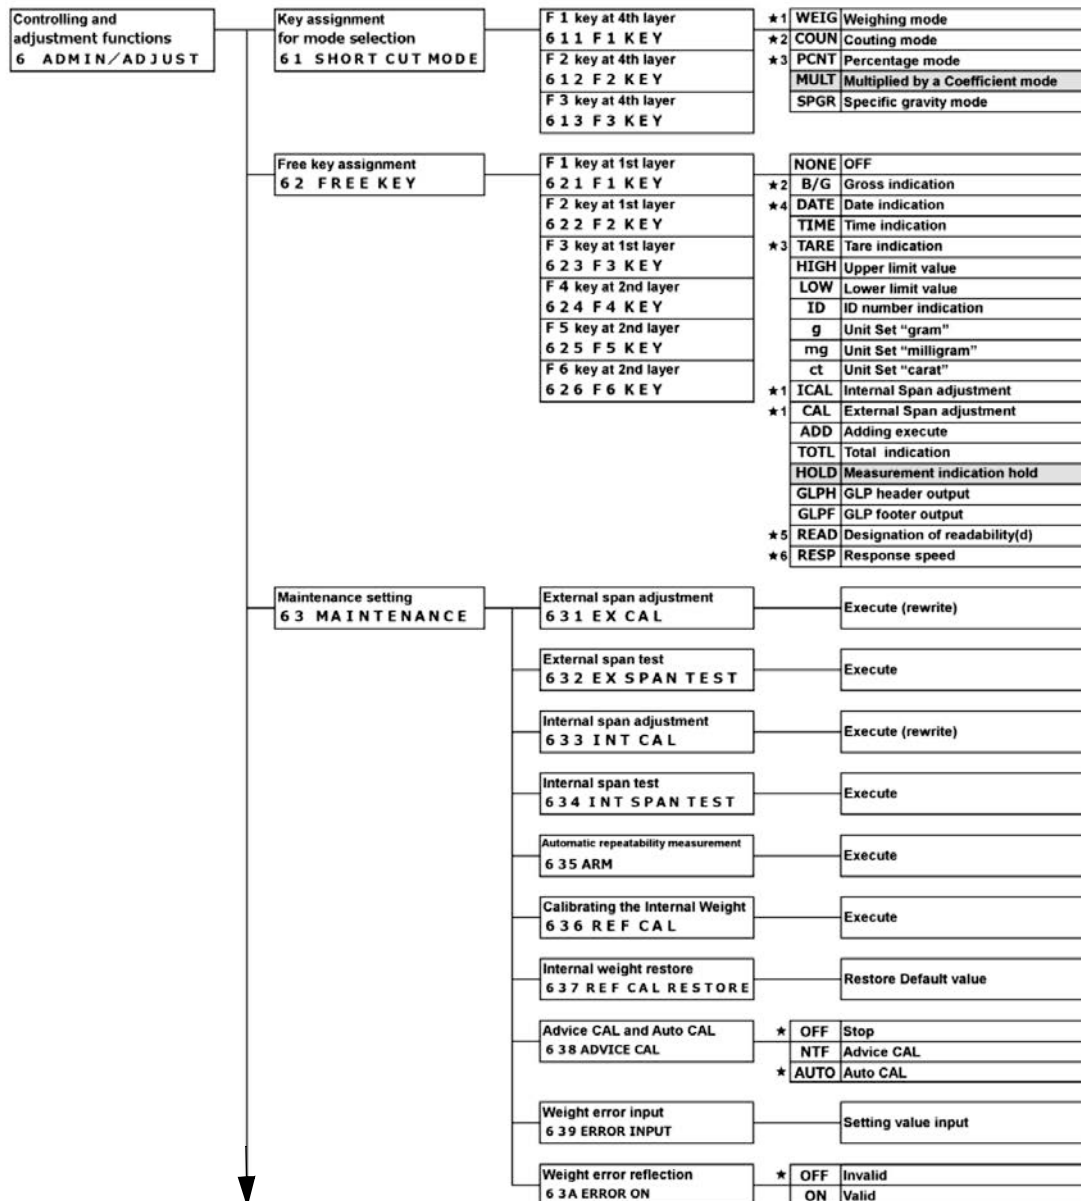 Controlling and
adjustment functions
6 ADMIN/ADJUST
Key assignment
for mode selection
61 SHORT CUT MODE
F 1 key at 4th layer
611 F1 KEY
F 2 key at 4th layer
612 F2 KEY
F 3 key at 4th layer
613 F3 KEY
★1 WEIG Weighing mode
★2 COUN Couting mode
★3 PCNT Percentage mode
MULT Multiplied by a Coefficient mode
SPGR Specific gravity mode
Free key assignment
62 FREE KEY
F 1 key at 1st layer
621 F1 KEY
F 2 key at 1st layer
622 F2 KEY
F 3 key at 1st layer
623 F3 KEY
F 4 key at 2nd layer
624 F4 KEY
F 5 key at 2nd layer
625 F5 KEY
F 6 key at 2nd layer
626 F6 KEY
NONE OFF
★2 B/G Gross indication
★4 DATE Date indication
TIME Time indication
★3 TARE Tare indication
HIGH Upper limit value
LOW Lower limit value
ID ID number indication
g Unit Set “gram”
mg Unit Set “milligram”
ct Unit Set “carat”
★1 ICAL Internal Span adjustment
★1 CAL External Span adjustment
ADD Adding execute
TOTL Total indication
HOLD Measurement indication hold
GLPH GLP header output
GLPF GLP footer output
★5 READ Designation of readability(d)
★6 RESP Response speed
Maintenance setting
63 MAINTENANCE
External span adjustment
631 EX CAL
Execute (rewrite)
External span test
632 EX SPAN TEST
Execute
Internal span adjustment
633 INT CAL
Execute (rewrite)
Internal span test
634 INT SPAN TEST
Execute
Automatic repeatability measurement
635 ARM
Execute
Calibrating the Internal Weight
636 REF CAL
Execute
Internal weight restore
637 REF CAL RESTORE
Restore Default value
Advice CAL and Auto CAL
638 ADVICE CAL
★ OFF Stop
NTF Advice CAL
★ AUTO Auto CAL
Weight error input
639 ERROR INPUT
Setting value input
Weight error reflection
63A ERROR ON
★ OFF Invalid
ON Valid